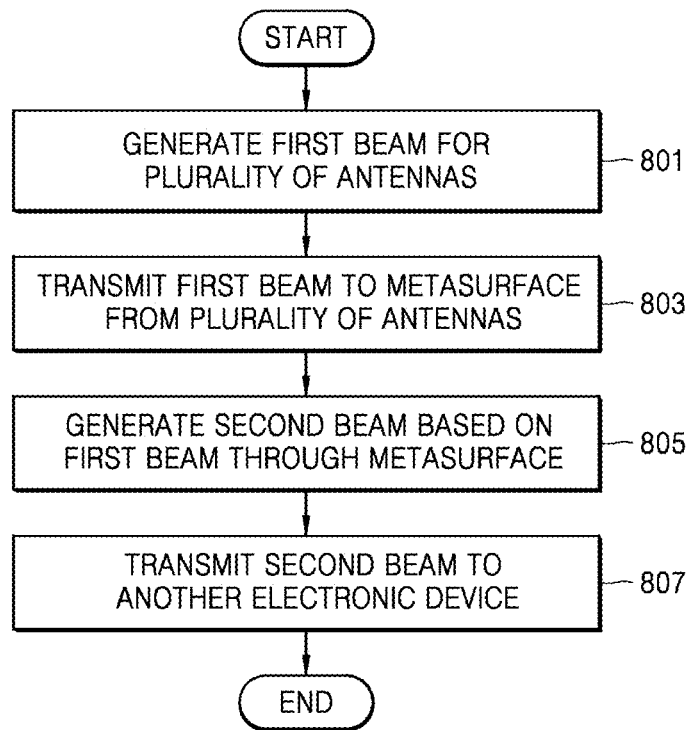 START
GENERATE FIRST BEAM FOR
PLURALITY OF ANTENNAS
801
TRANSMIT FIRST BEAM TO METASURFACE
FROM PLURALITY OF ANTENNAS
803
GENERATE SECOND BEAM BASED ON
FIRST BEAM THROUGH METASURFACE
805
TRANSMIT SECOND BEAM TO
ANOTHER ELECTRONIC DEVICE
807
END